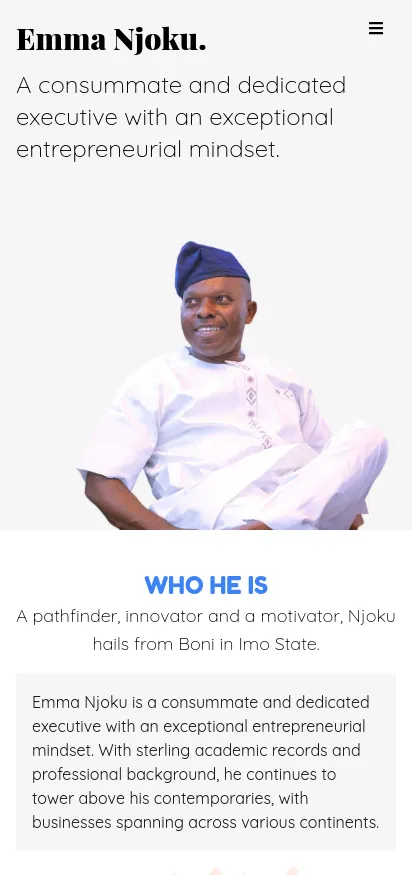 Emma Njoku.
A consummate and dedicated
executive with an exceptional
entrepreneurial mindset.
WHO HE IS
A pathfinder, innovator and a motivator, Njoku
hails from Boni in Imo State.
Emma Njoku is a consummate and dedicated
executive with an exceptional entrepreneurial
mindset. With sterling academic records and
professional background, he continues to
tower above his contemporaries, with
businesses spanning across various continents.